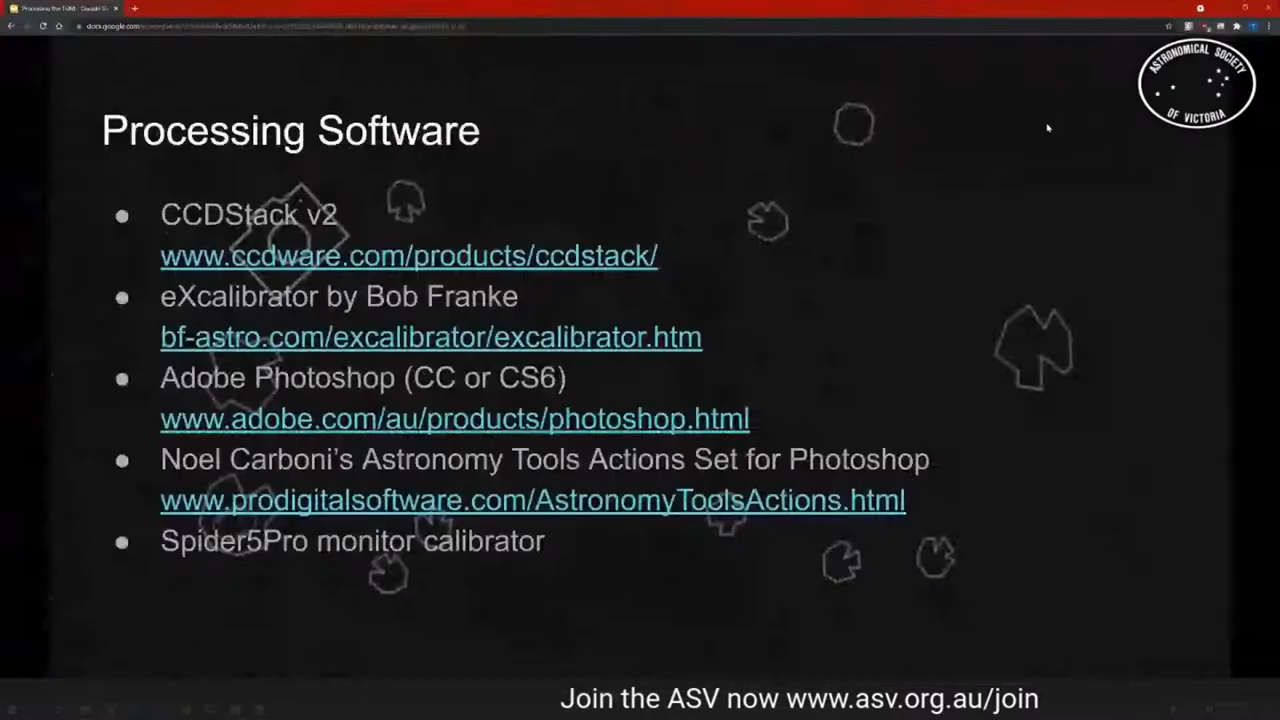 docs.google.com
ASTRONOMICAL SOCIETY
OF VICTORIA
Processing Software
CCDStack v2
www.ccdware.com/products/ccdstack/
eXcalibrator by Bob Franke
bf-astro.com/excalibrator/excalibrator.htm
Adobe Photoshop (CC or CS6)
www.adobe.com/au/products/photoshop.html
Noel Carboni's Astronomy Tools Actions Set for Photoshop
www.prodigitalsoftware.com/AstronomyToolsActions.html
Spider5Pro monitor calibrator
Join the ASV now www.asv.org.au/join